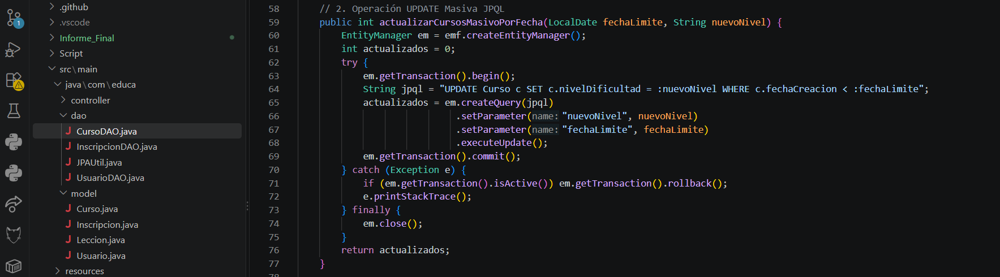 .github
.vscode
Informe_Final
Script
src\main
java\com\educa
controller
dao
CursoDAO.java
InscripcionDAO.java
JPAUtil.java
UsuarioDAO.java
model
Curso.java
Inscripcion.java
Leccion.java
Usuario.java
resources
1
58 // 2. Operación UPDATE Masiva JPQL
59 public int actualizarCursosMasivoPorFecha(LocalDate fechaLimite, String nuevoNivel) {
60 EntityManager em = emf.createEntityManager();
61 int actualizados = 0;
62 try {
63 em.getTransaction().begin();
64 String jpql = "UPDATE Curso c SET c.nivelDificultad = :nuevoNivel WHERE c.fechaCreacion < :fechaLimite";
65 actualizados = em.createQuery(jpql)
66 .setParameter(name: "nuevoNivel", nuevoNivel)
67 .setParameter(name: "fechaLimite", fechaLimite)
68 .executeUpdate();
69 em.getTransaction().commit();
70 } catch (Exception e) {
71 if (em.getTransaction().isActive()) em.getTransaction().rollback();
72 e.printStackTrace();
73 } finally {
74 em.close();
75 }
76 return actualizados;
77 }
78